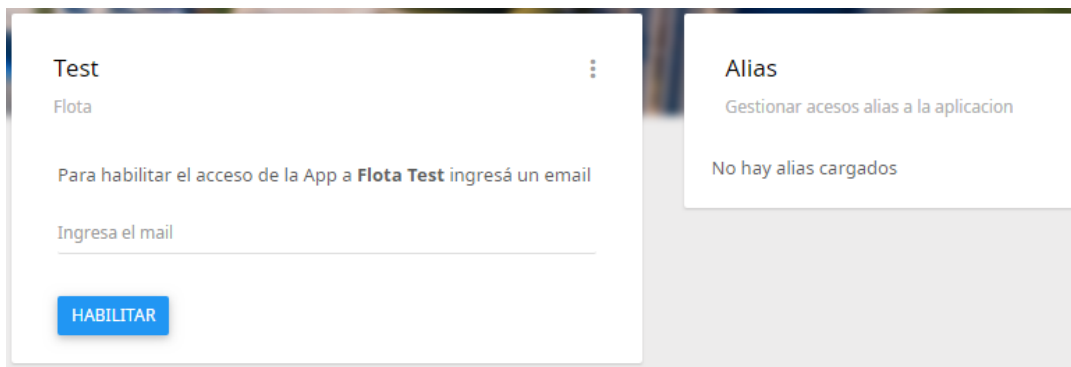 Test
Flota
Para habilitar el acceso de la App a Flota Test ingresá un email
Ingresa el mail
HABILITAR
Alias
Gestionar acesos alias a la aplicacion
No hay alias cargados